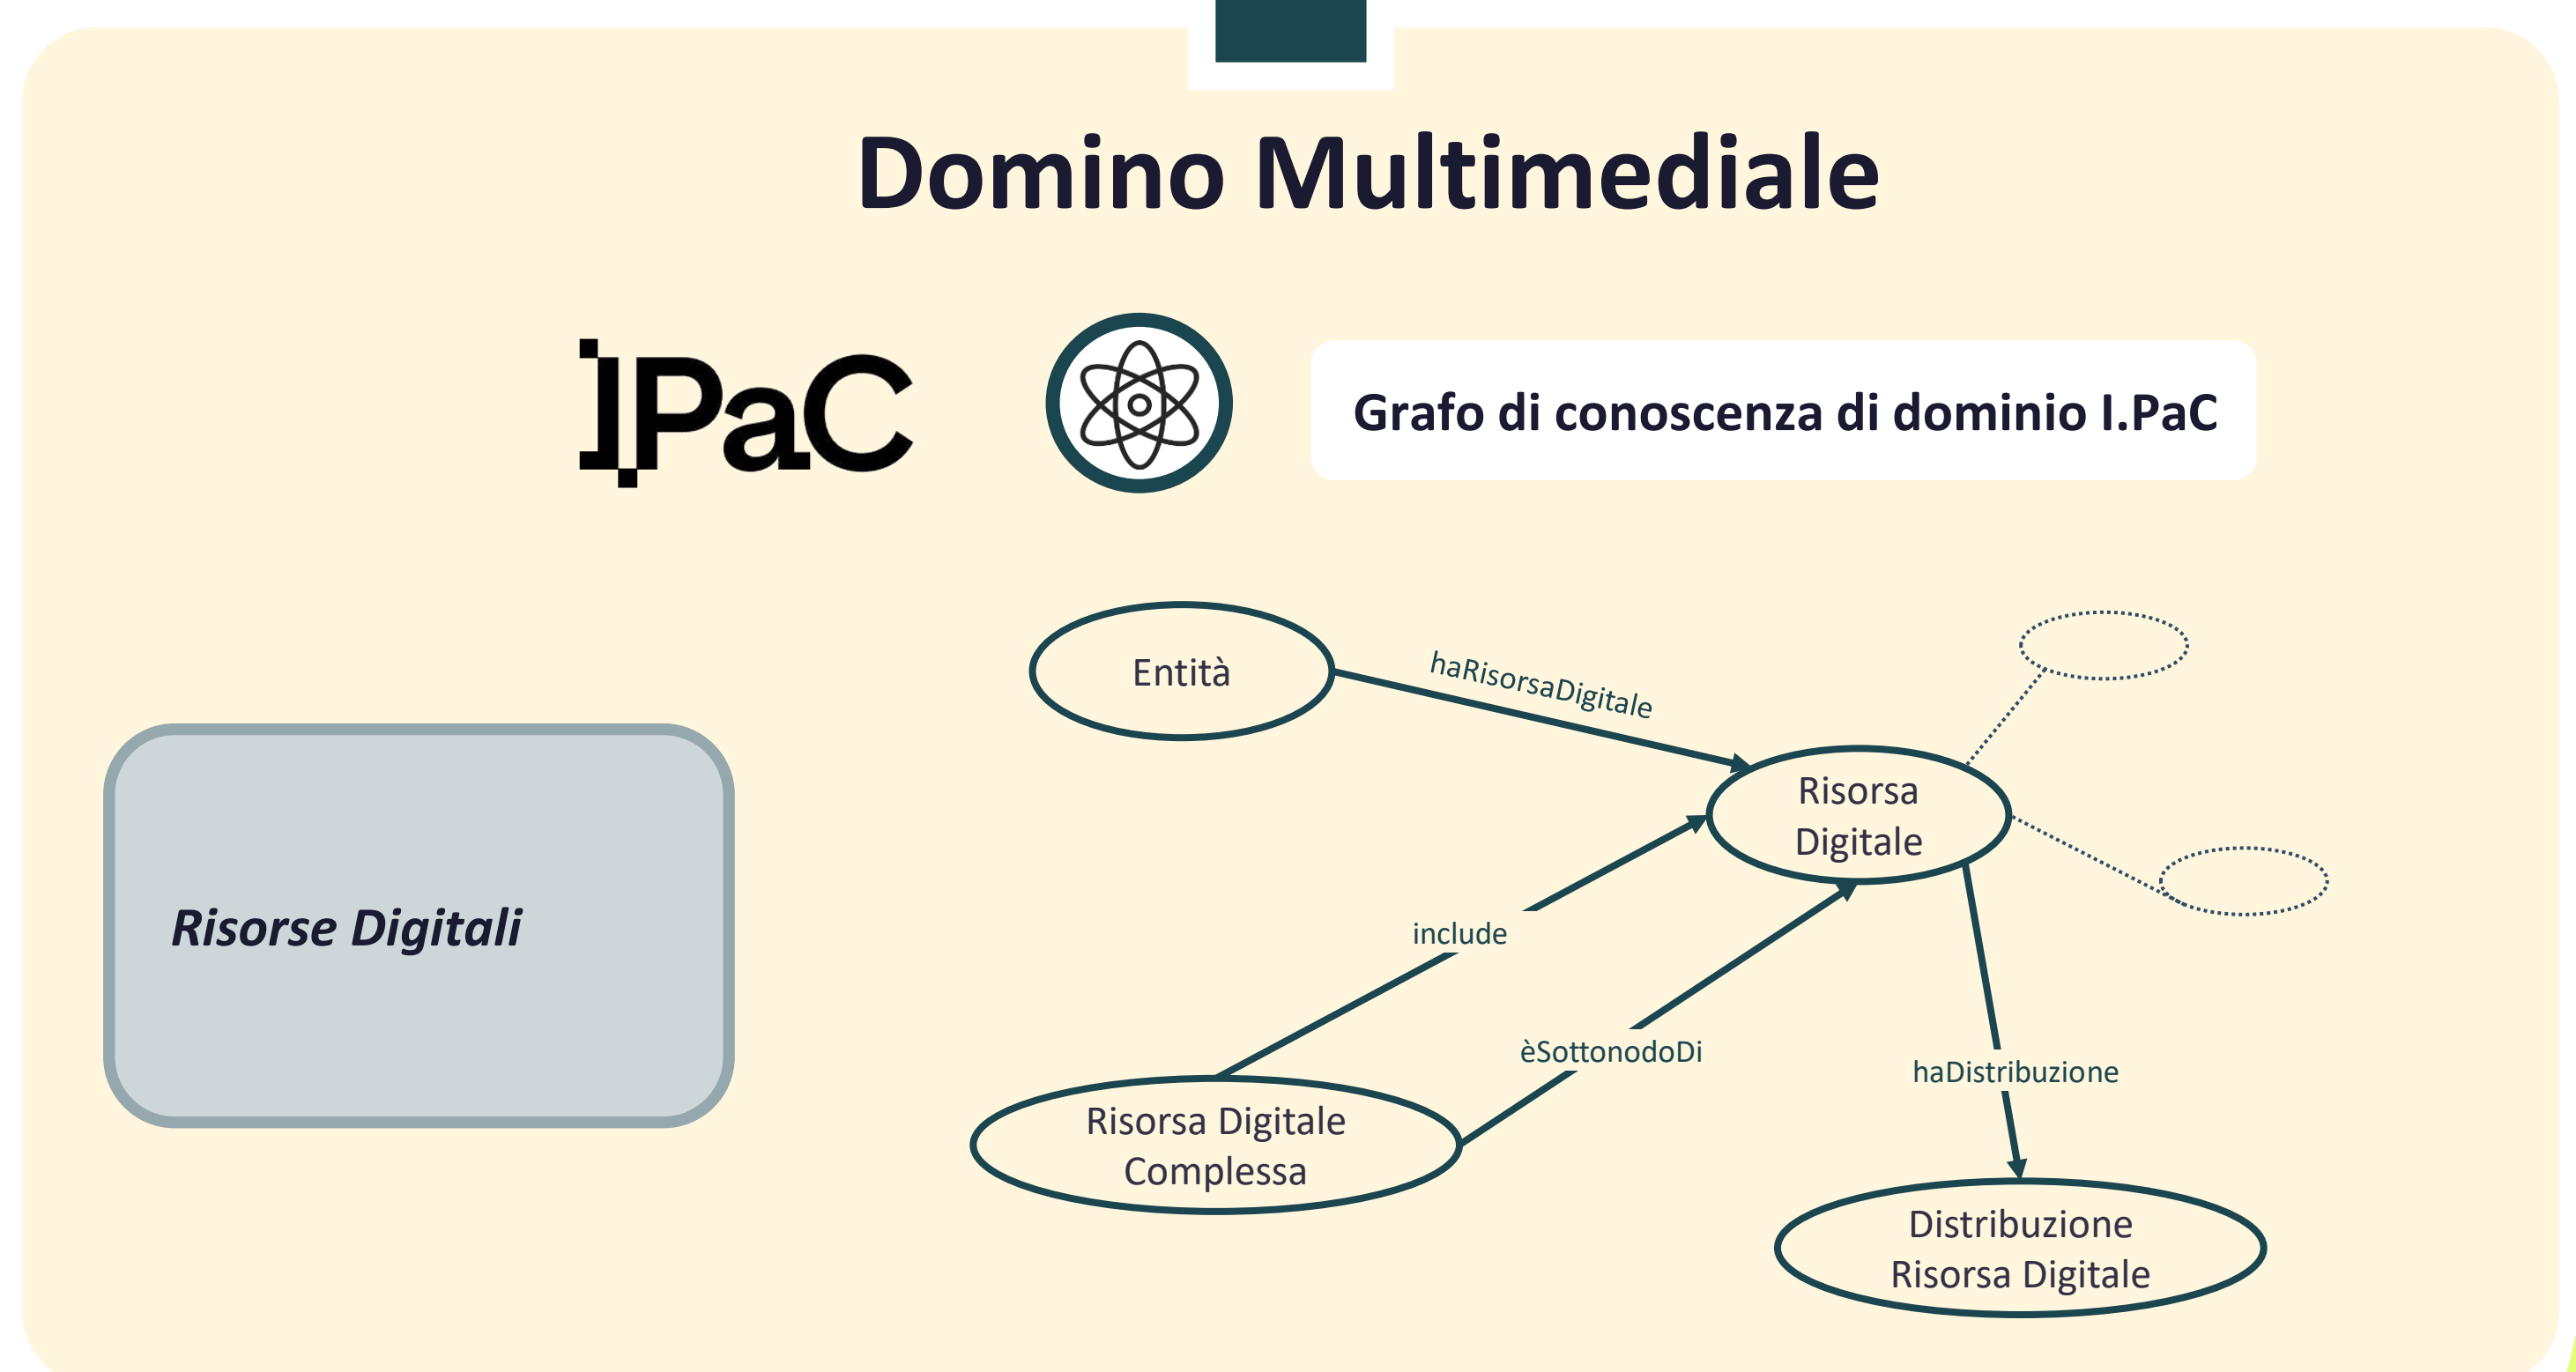 Domino Multimediale
IPaC
Grafo di conoscenza di dominio I.PaC
Entità
haRisorsaDigitale
Risorsa
Digitale
Risorse Digitali
include
èSottonodoDi
haDistribuzione
Risorsa Digitale
Complessa
Distribuzione
Risorsa Digitale